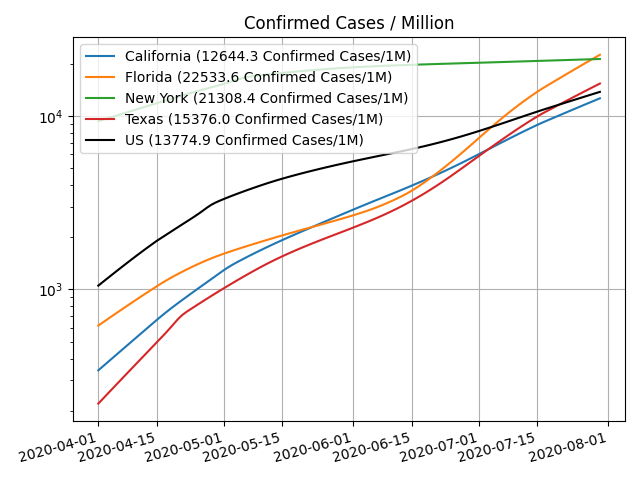 Confirmed Cases / Million
California (12644.3 Confirmed Cases/1M)
Florida (22533.6 Confirmed Cases/1M)
New York (21308.4 Confirmed Cases/1M)
Texas (15376.0 Confirmed Cases/1M)
US (13774.9 Confirmed Cases/1M)
10⁴
10³
2020-04-01 2020-04-15 2020-05-01 2020-05-15 2020-06-01 2020-06-15 2020-07-01 2020-07-15 2020-08-01